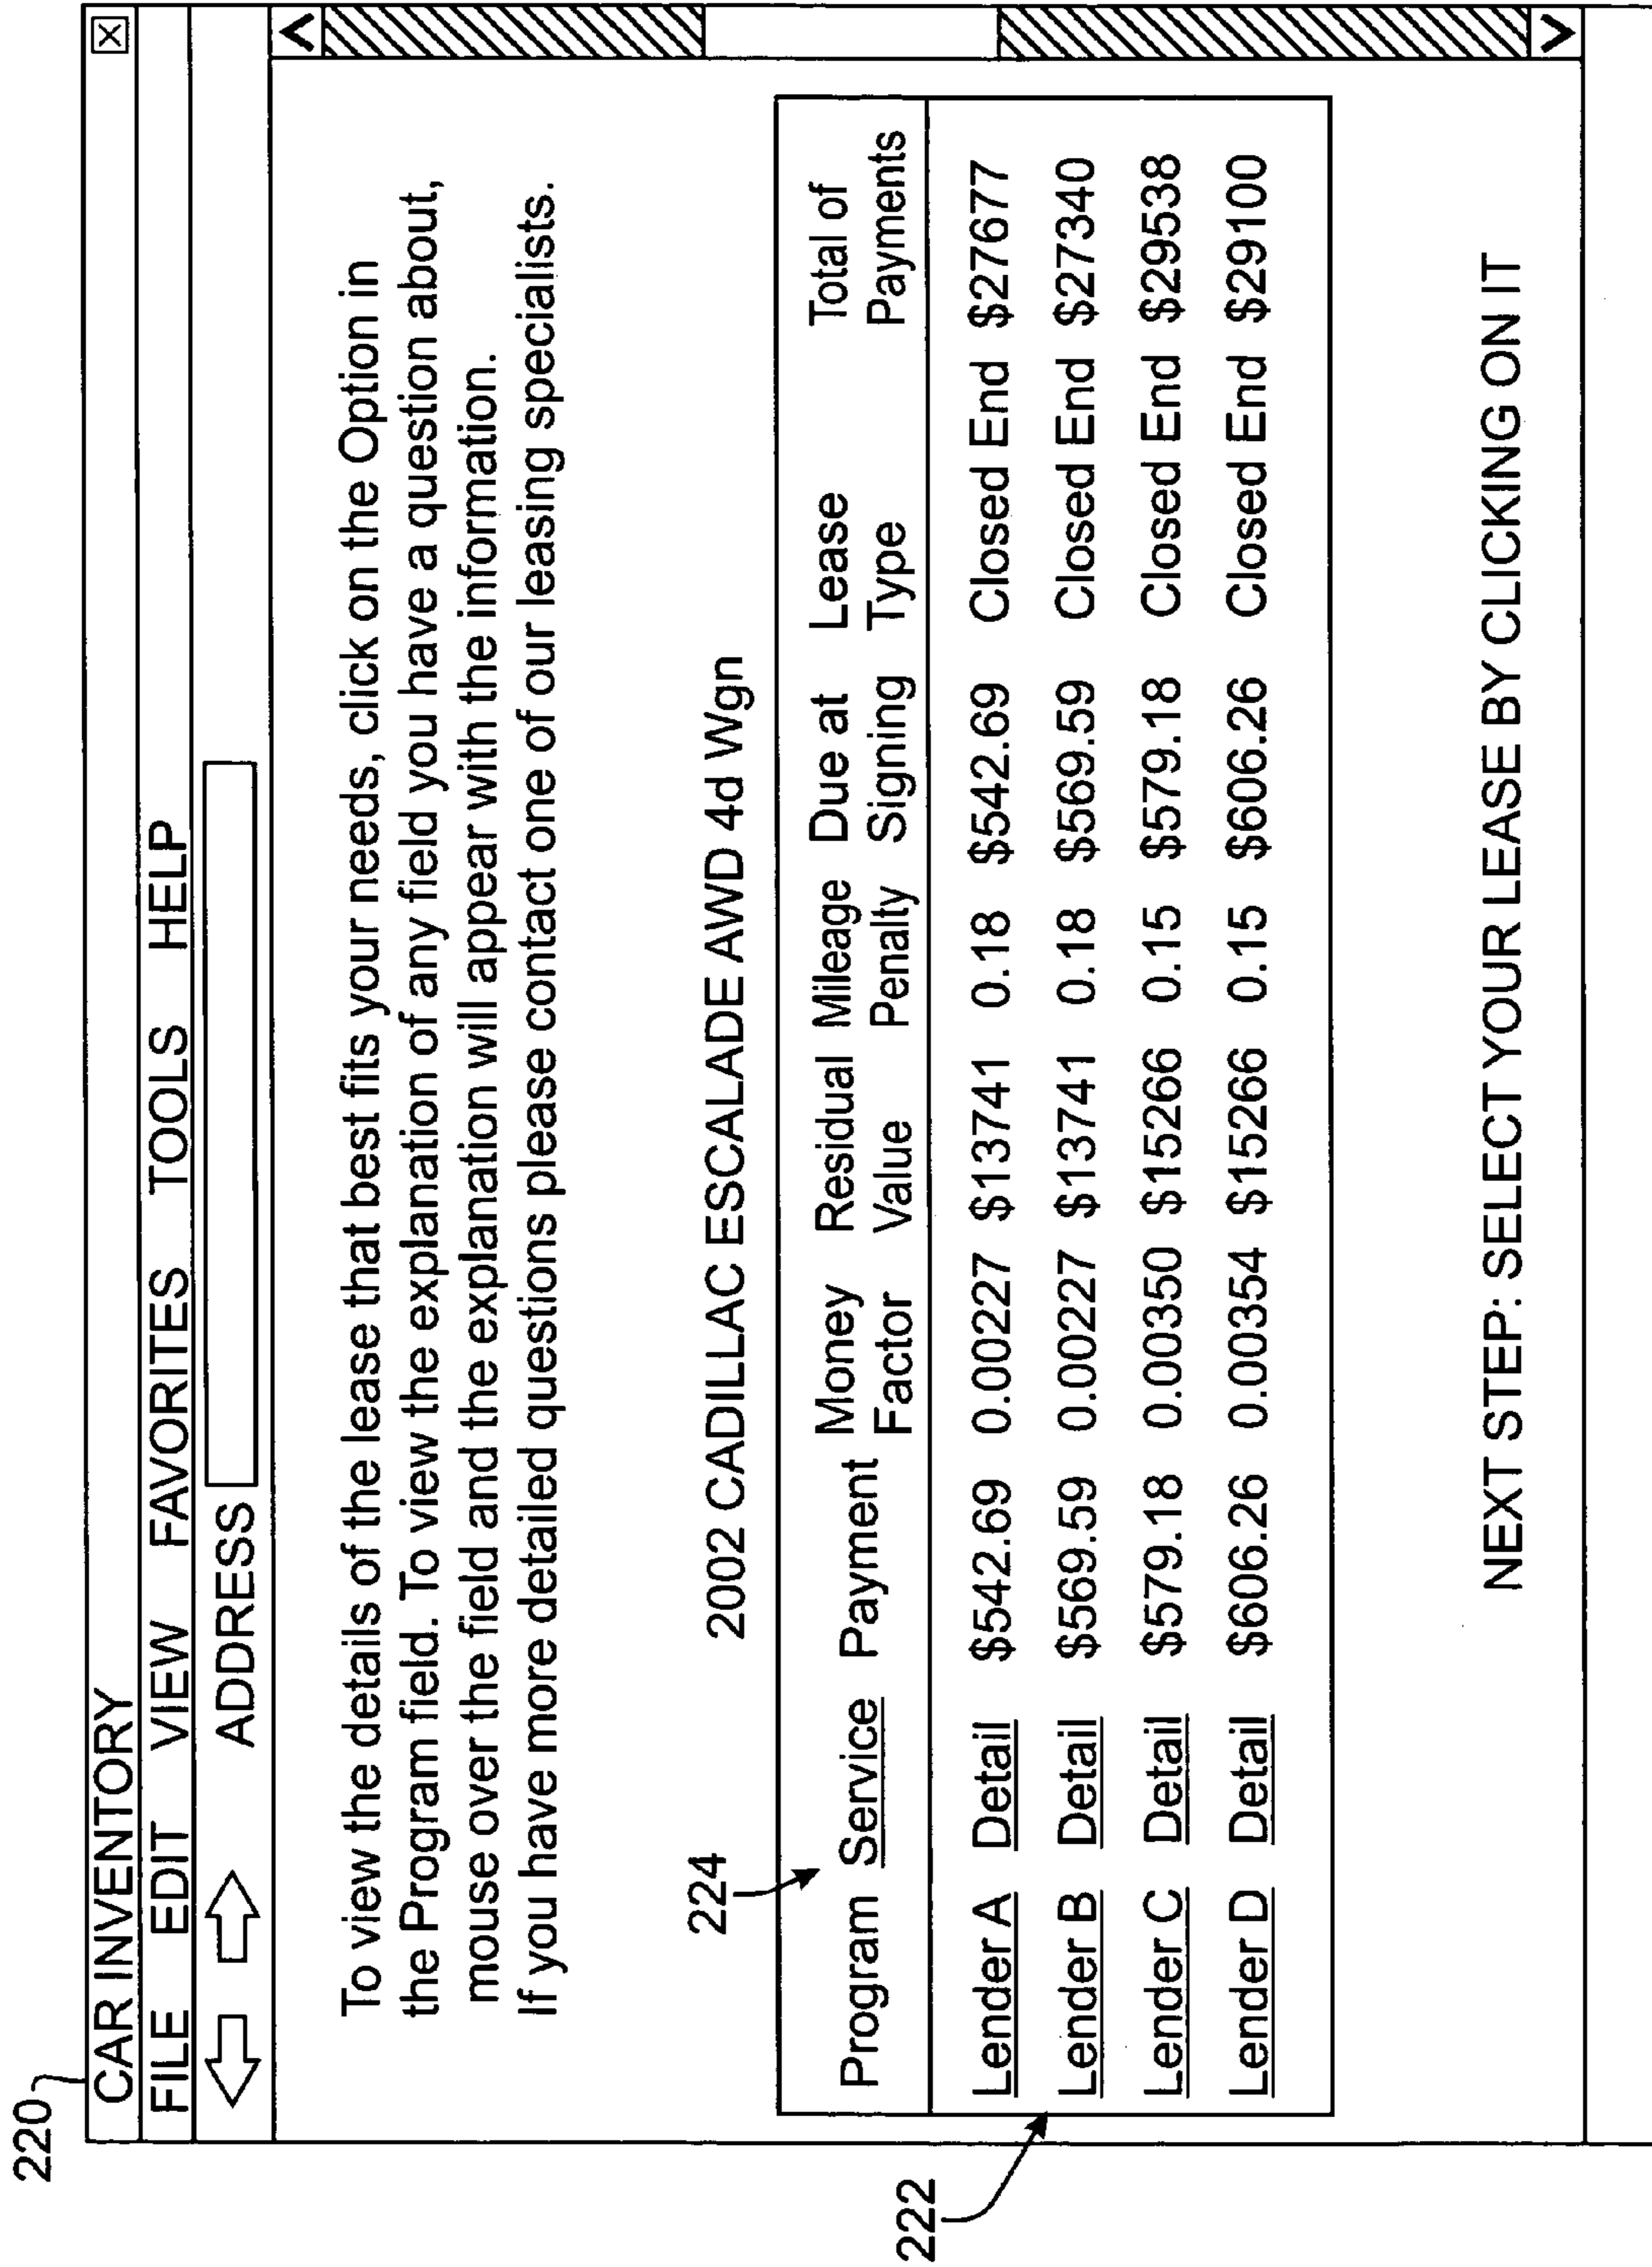 220
CAR INVENTORY
FILE EDIT VIEW FAVORITES TOOLS HELP
ADDRESS
To view the details of the lease that best fits your needs, click on the Option in
the Program field. To view the explanation of any field you have a question about,
mouse over the field and the explanation will appear with the information.
If you have more detailed questions please contact one of our leasing specialists.
2002 CADILLAC ESCALADE AWD 4d Wgn
224
Program Service Payment Money Factor Residual Value Mileage Penalty Due at Signing Lease Type Total of Payments
Lender A Detail $542.69 0.00227 $13741 0.18 $542.69 Closed End $27677
Lender B Detail $569.59 0.00227 $13741 0.18 $569.59 Closed End $27340
Lender C Detail $579.18 0.00350 $15266 0.15 $579.18 Closed End $29538
Lender D Detail $606.26 0.00354 $15266 0.15 $606.26 Closed End $29100
222
NEXT STEP: SELECT YOUR LEASE BY CLICKING ON IT